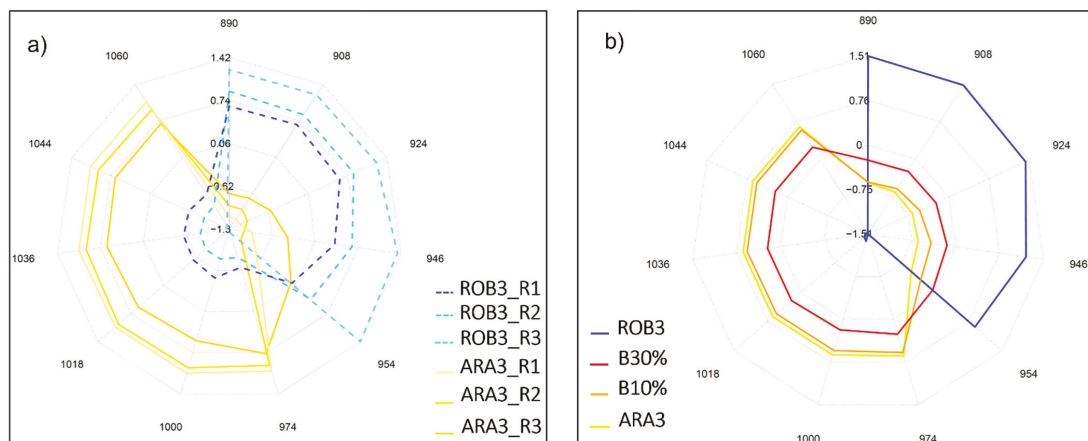 a)
890
908
924
946
954
974
1000
1018
1036
1044
1060
1.42
0.74
0.06
−0.62
−1.3
ROB3_R1
ROB3_R2
ROB3_R3
ARA3_R1
ARA3_R2
ARA3_R3
b)
890
908
924
946
954
974
1000
1018
1036
1044
1060
1.51
0.76
0
−0.75
−1.51
ROB3
B30%
B10%
ARA3